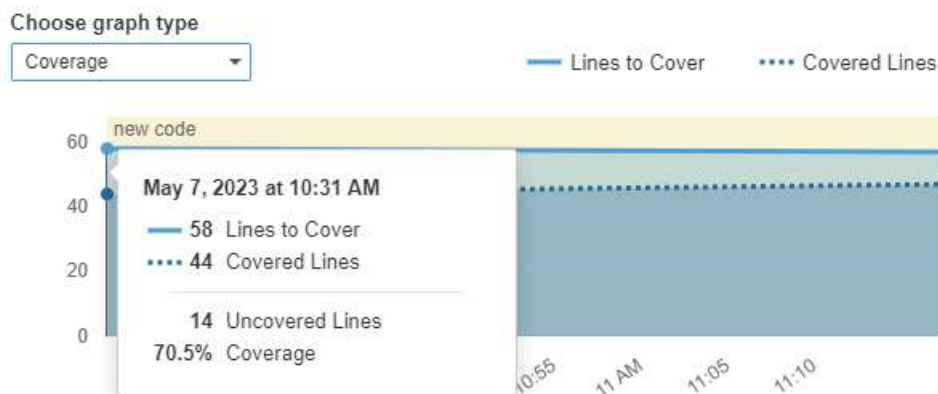 Choose graph type
Coverage
Lines to Cover
Covered Lines
60
new code
40
20
0
May 7, 2023 at 10:31 AM
58 Lines to Cover
44 Covered Lines
14 Uncovered Lines
70.5% Coverage
10:55
11 AM
11:05
11:10